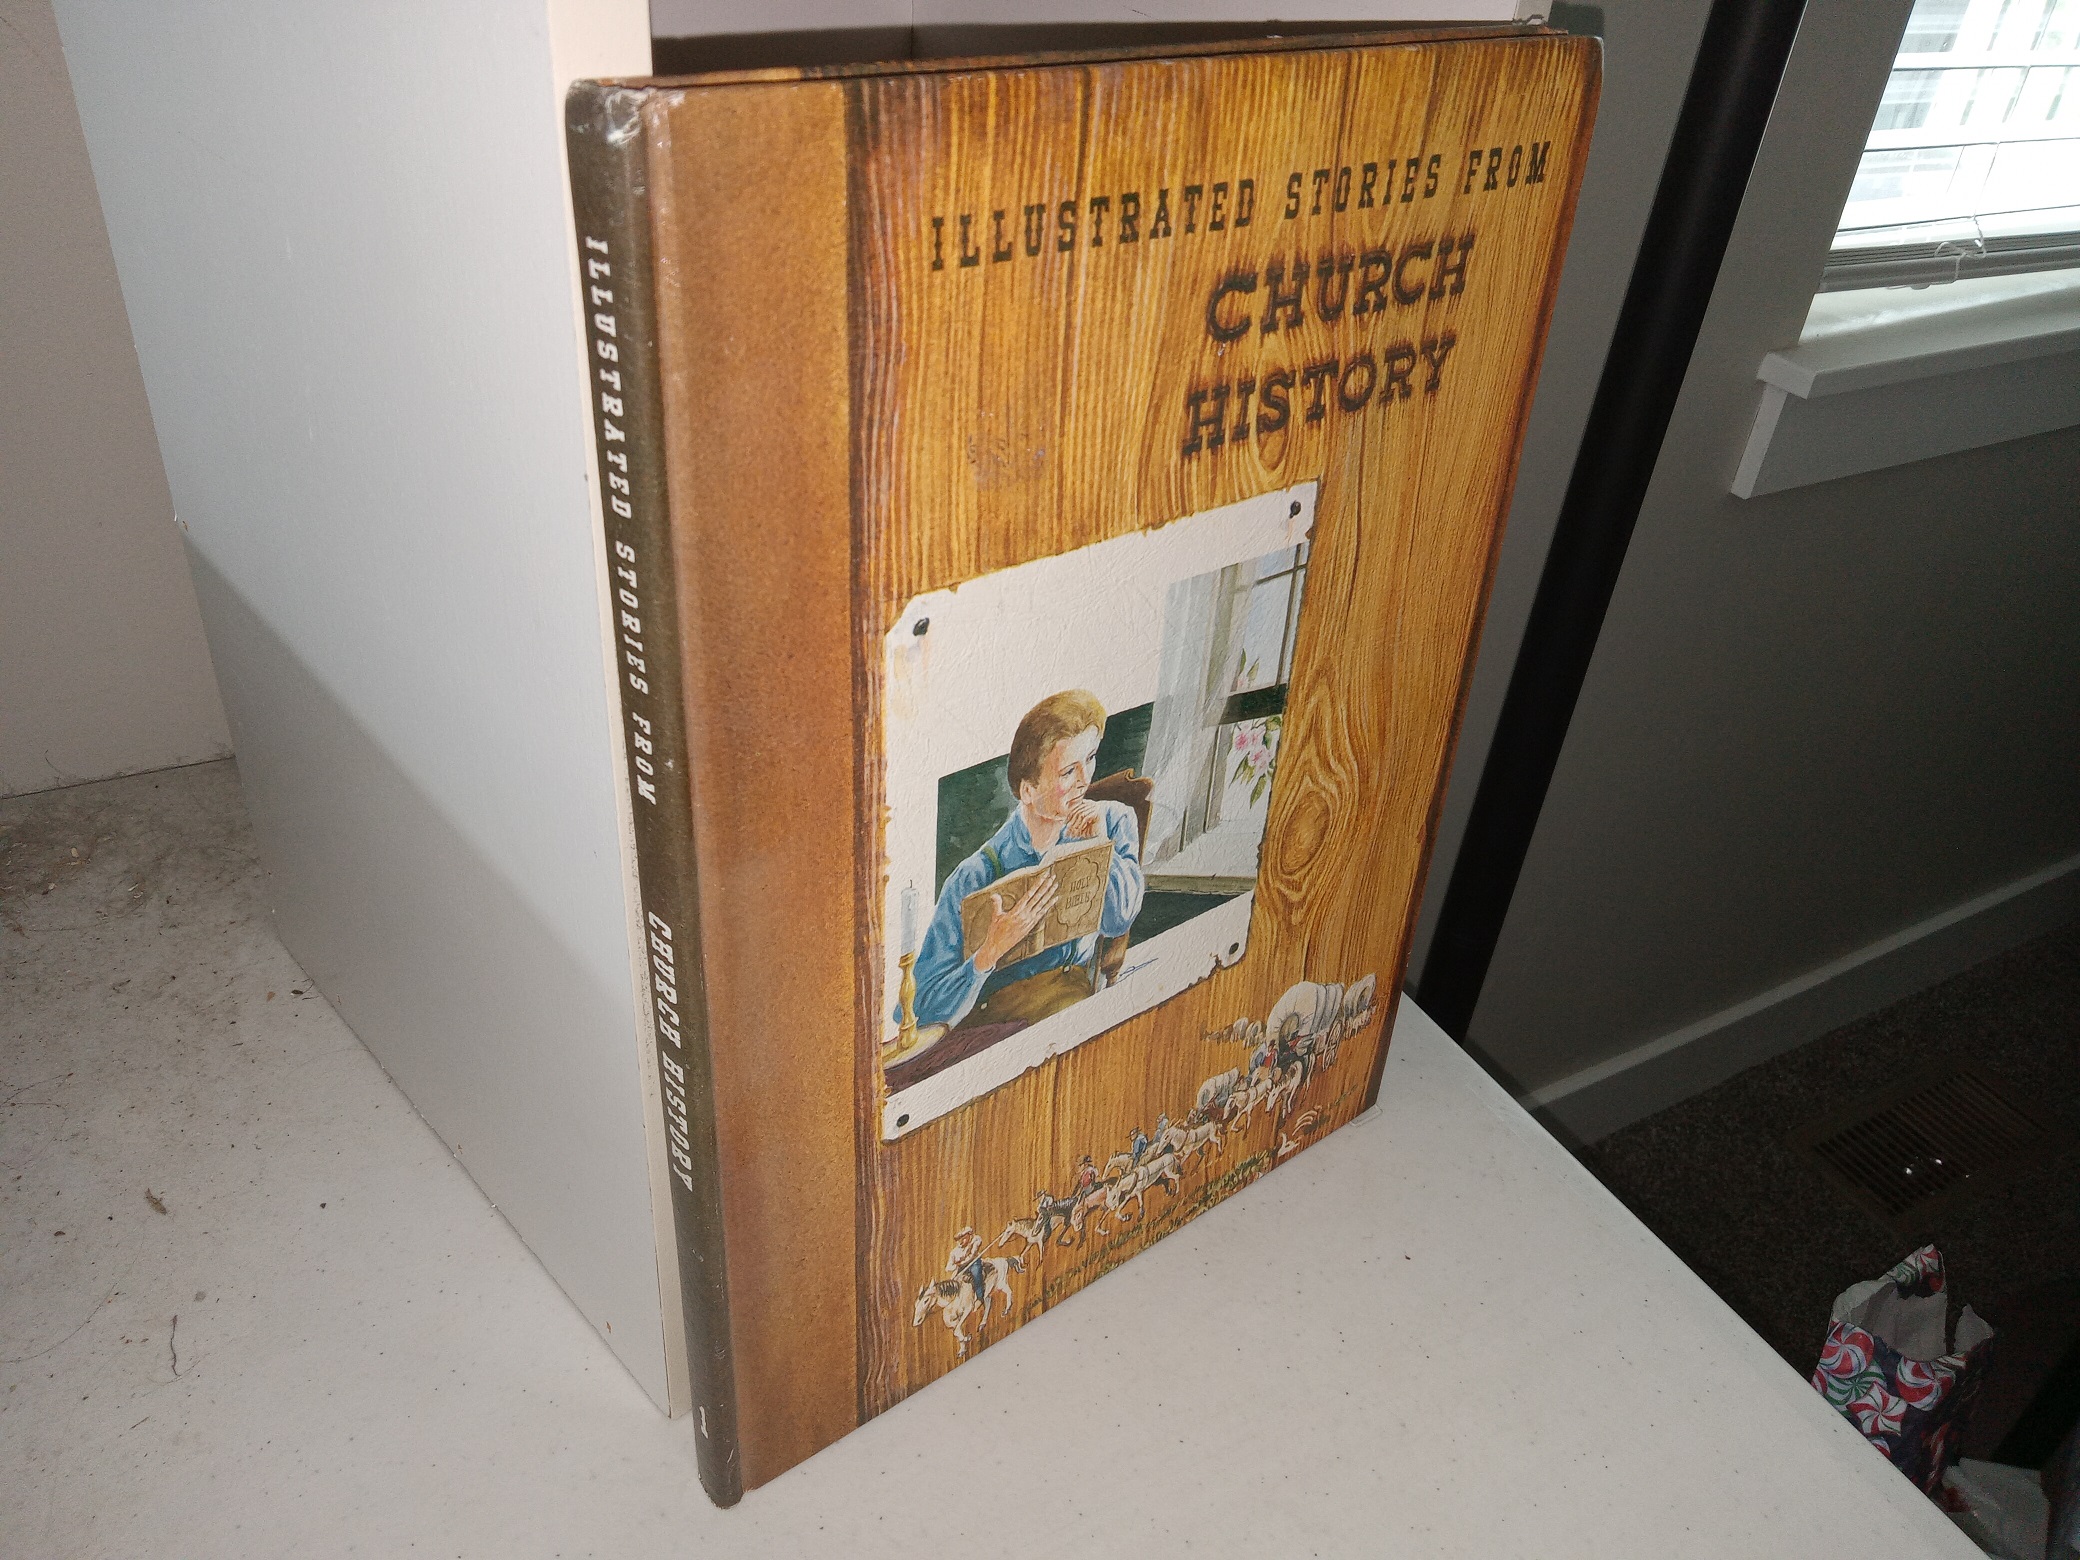 ILLUSTRATED STORIES FROM
CHURCH
HISTORY
HOLY
BIBLE
ILLUSTRATED STORIES FROM CHURCH HISTORY
1